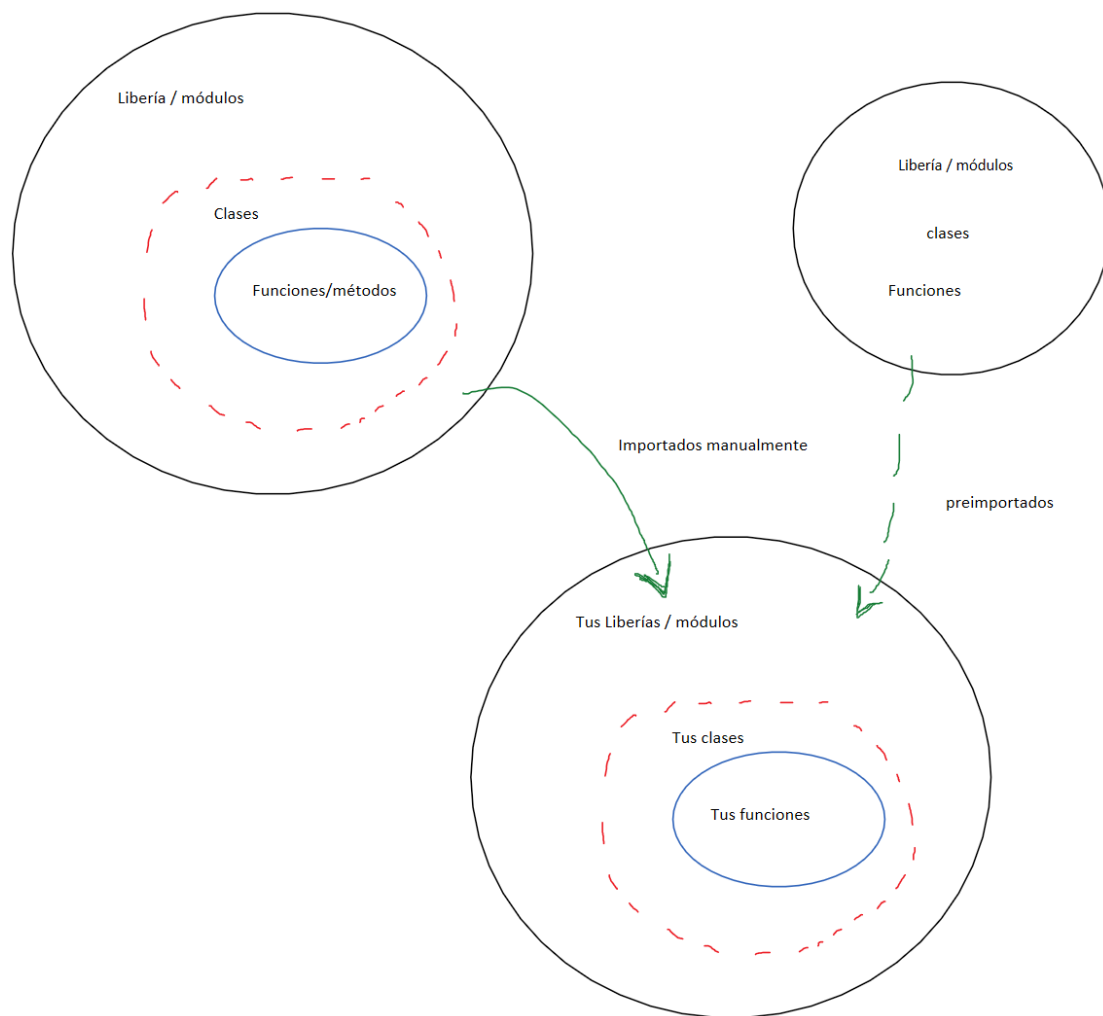 Libería / módulos
Clases
Funciones/métodos
Libería / módulos
clases
Funciones
Importados manualmente
preimportados
Tus Liberías / módulos
Tus clases
Tus funciones